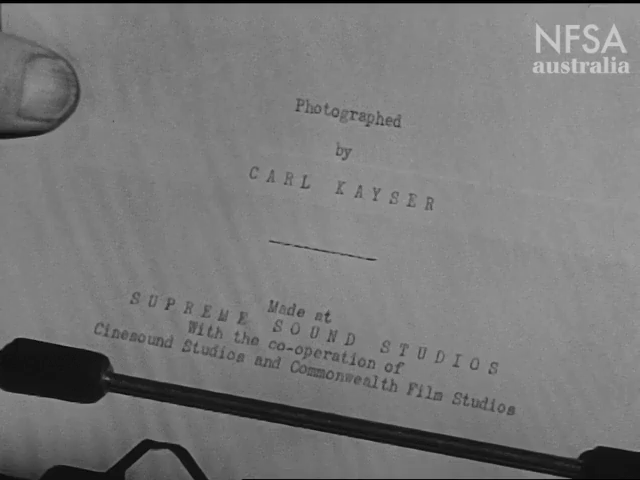 NFSA
australia
Photographed
by
CARL KAYSER
Made at
SUPREME SOUND STUDIOS
With the co-operation of
Cinesound Studios and Commonwealth Film Studios